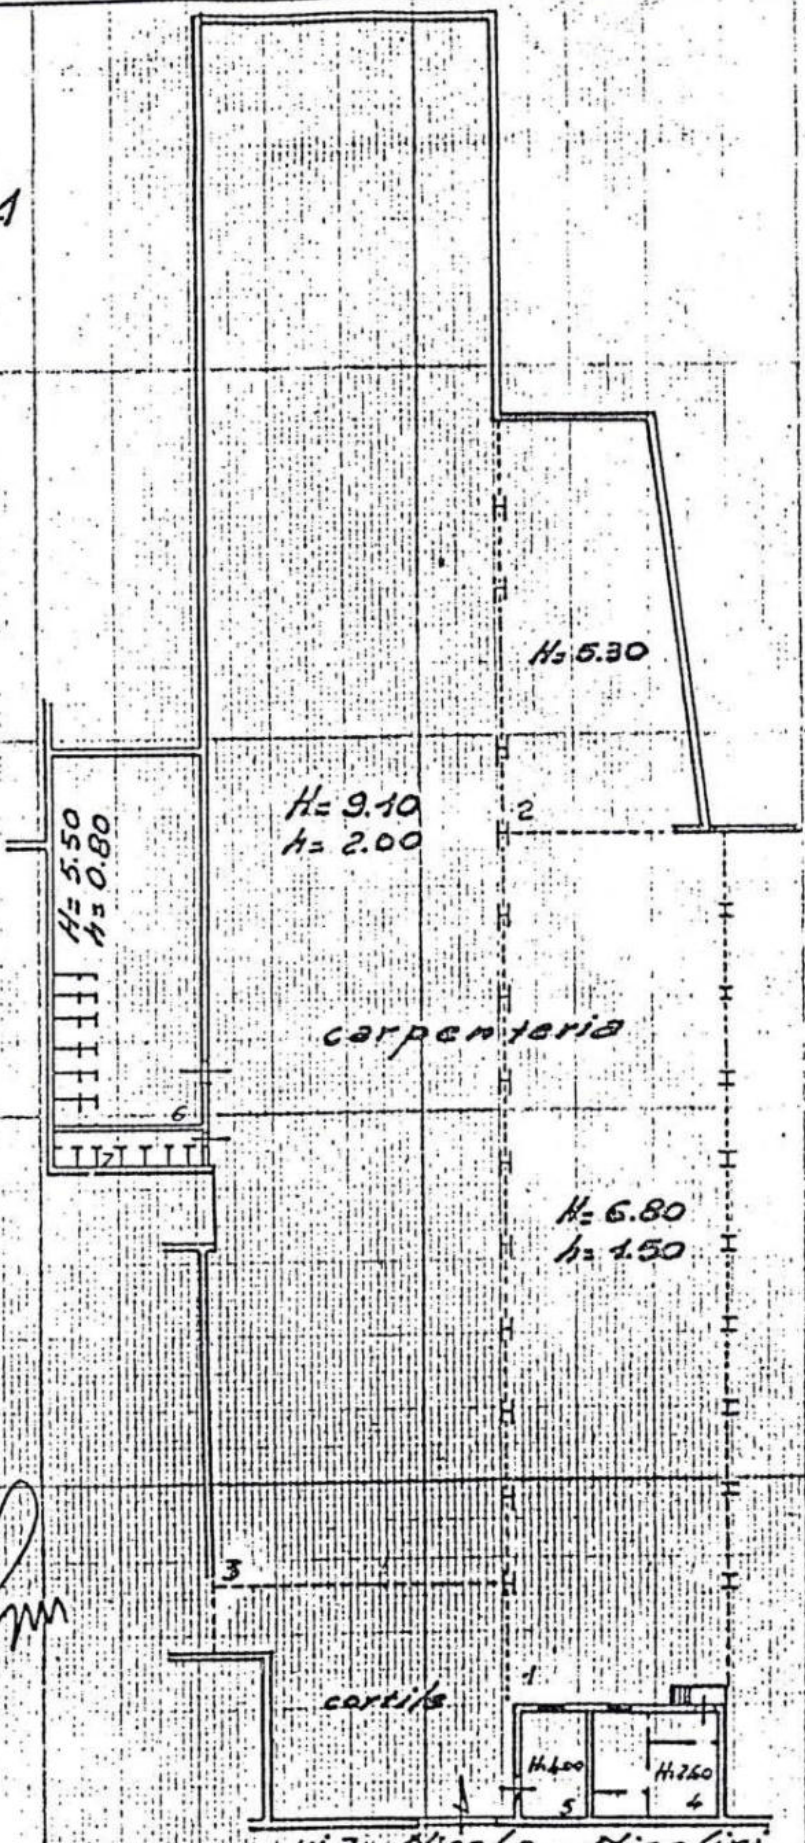 1
H= 5.30
H= 9.10
h= 2.00
2
H= 5.50
h= 0.80
carpenteria
6
7
H= 6.80
h= 1.50
3
1
cortile
H: 4.00
H: 2.60
5
4